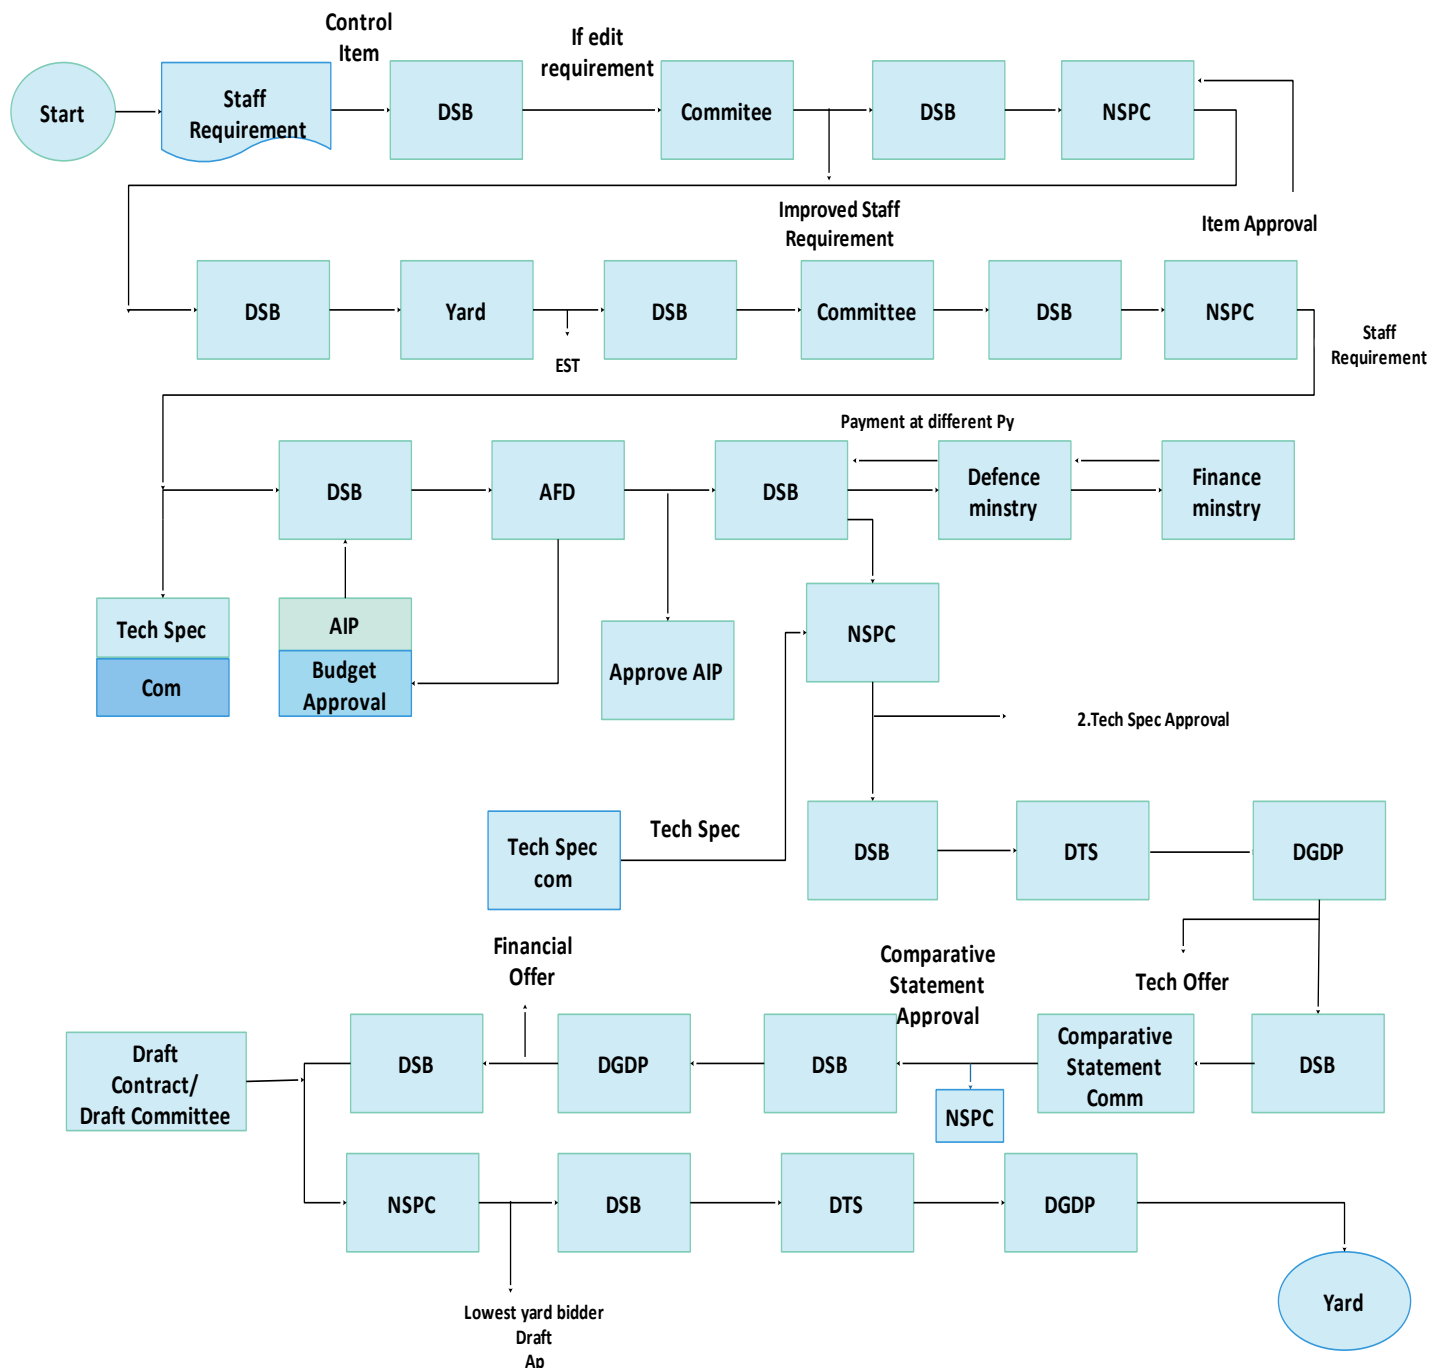 Control
Item
If edit
requirement
Start
Staff
Requirement
DSB
Commitee
DSB
NSPC
Improved Staff
Requirement
Item Approval
DSB
Yard
DSB
Committee
DSB
NSPC
EST
Staff
Requirement
Payment at different Py
DSB
AFD
DSB
Defence
minstry
Finance
minstry
Tech Spec
Com
AIP
Budget
Approval
Approve AIP
NSPC
2.Tech Spec Approval
Tech Spec
com
Tech Spec
DSB
DTS
DGDP
Financial
Offer
Comparative
Statement
Approval
Tech Offer
Draft
Contract/
Draft Committee
DSB
DGDP
DSB
Comparative
Statement
Comm
DSB
NSPC
NSPC
DSB
DTS
DGDP
Yard
Lowest yard bidder
Draft
Ap